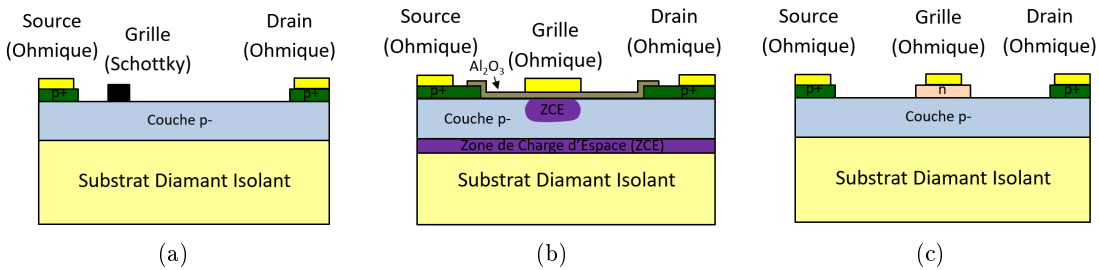 Source
(Ohmique)
Grille
(Schottky)
Drain
(Ohmique)
p+
p+
Couche p-
Substrat Diamant Isolant
(a)
Source
(Ohmique)
Al2O3
Grille
(Ohmique)
Drain
(Ohmique)
p+
p+
ZCE
Couche p-
Zone de Charge d'Espace (ZCE)
Substrat Diamant Isolant
(b)
Source
(Ohmique)
Grille
(Ohmique)
Drain
(Ohmique)
p+
n
p+
Couche p-
Substrat Diamant Isolant
(c)